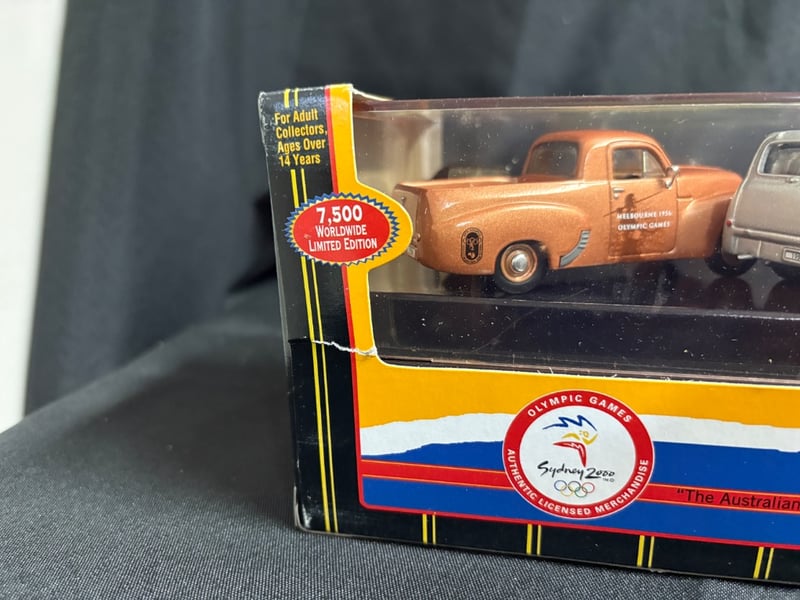 For Adult
Collectors,
Ages Over
14 Years
7,500
WORLDWIDE
LIMITED EDITION
MELBOURNE 1956
OLYMPIC GAMES
OLYMPIC GAMES
Sydney 2000
AUTHENTIC LICENSED MERCHANDISE
"The Australian